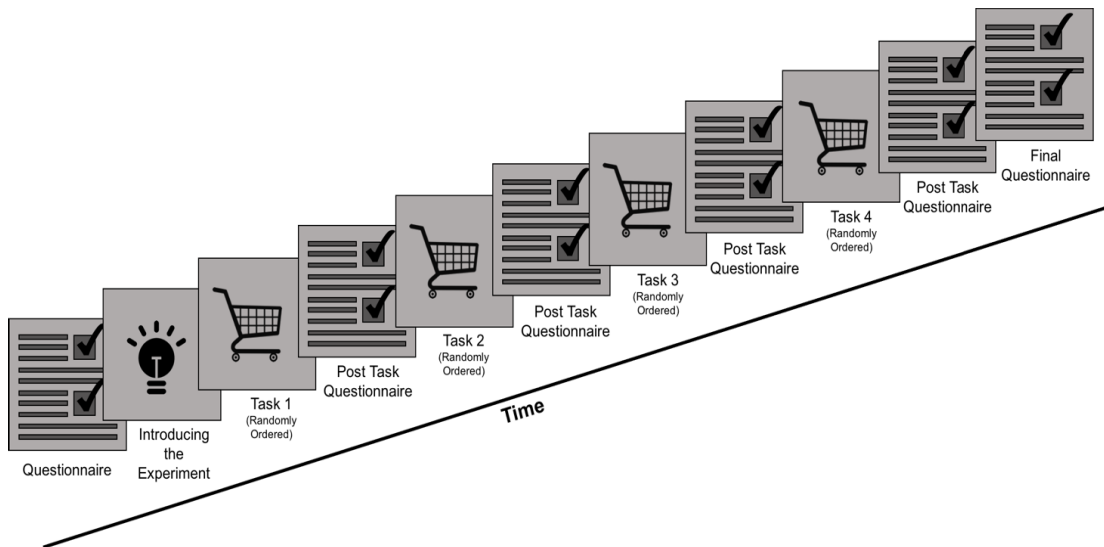 Questionnaire
Introducing
the
Experiment
Task 1
(Randomly
Ordered)
Post Task
Questionnaire
Task 2
(Randomly
Ordered)
Post Task
Questionnaire
Task 3
(Randomly
Ordered)
Post Task
Questionnaire
Task 4
(Randomly
Ordered)
Post Task
Questionnaire
Final
Questionnaire
Time